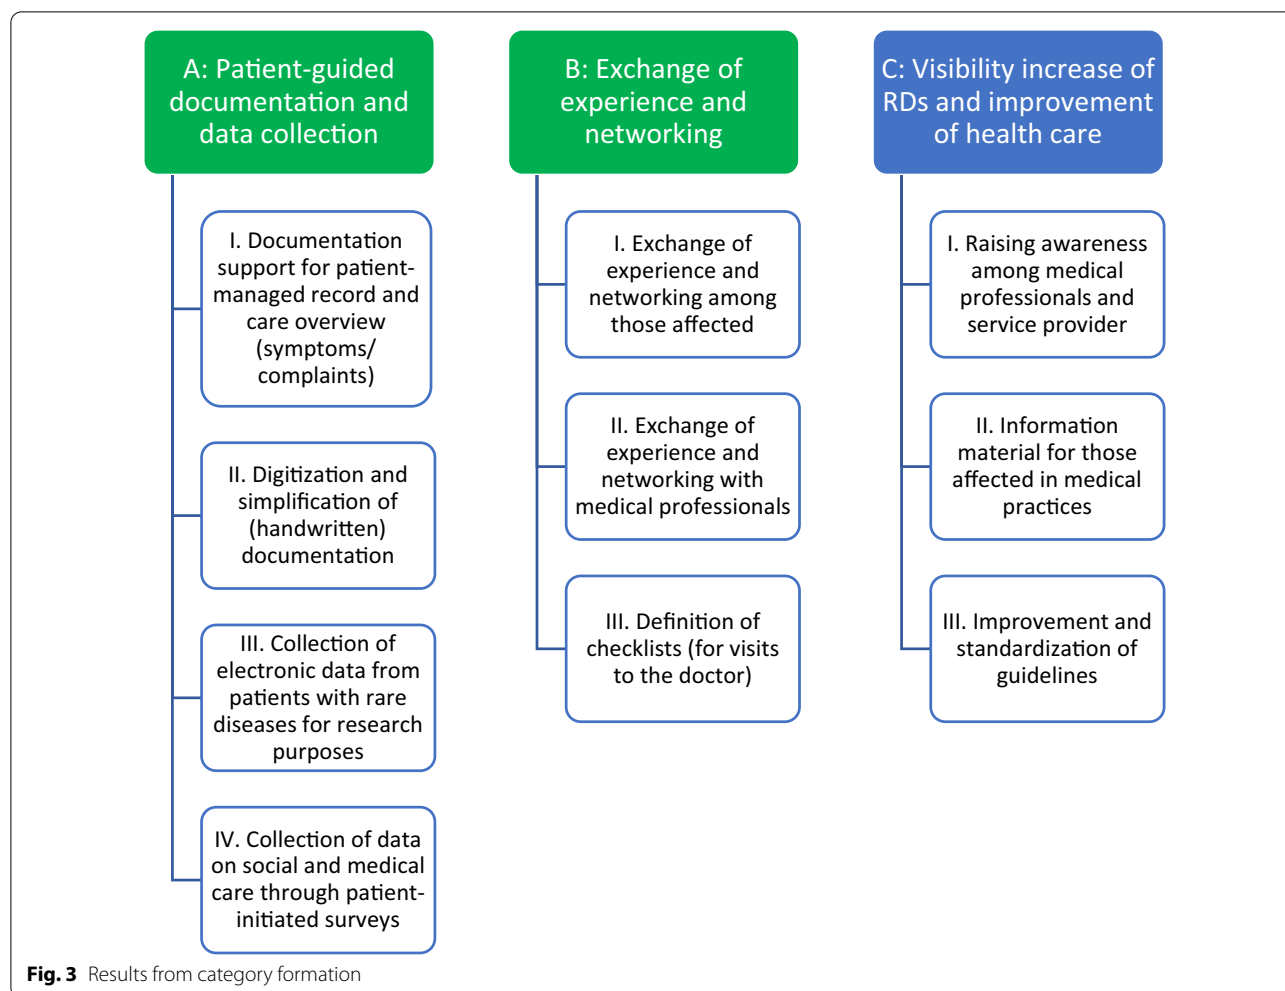 A: Patient-guided
documentation and
data collection
I. Documentation
support for patient-
managed record and
care overview
(symptoms/
complaints)
II. Digitization and
simplification of
(handwritten)
documentation
III. Collection of
electronic data from
patients with rare
diseases for research
purposes
IV. Collection of data
on social and medical
care through patient-
initiated surveys
B: Exchange of
experience and
networking
I. Exchange of
experience and
networking among
those affected
II. Exchange of
experience and
networking with
medical professionals
III. Definition of
checklists (for visits
to the doctor)
C: Visibility increase of
RDs and improvement
of health care
I. Raising awareness
among medical
professionals and
service provider
II. Information
material for those
affected in medical
practices
III. Improvement and
standardization of
guidelines
Fig. 3 Results from category formation